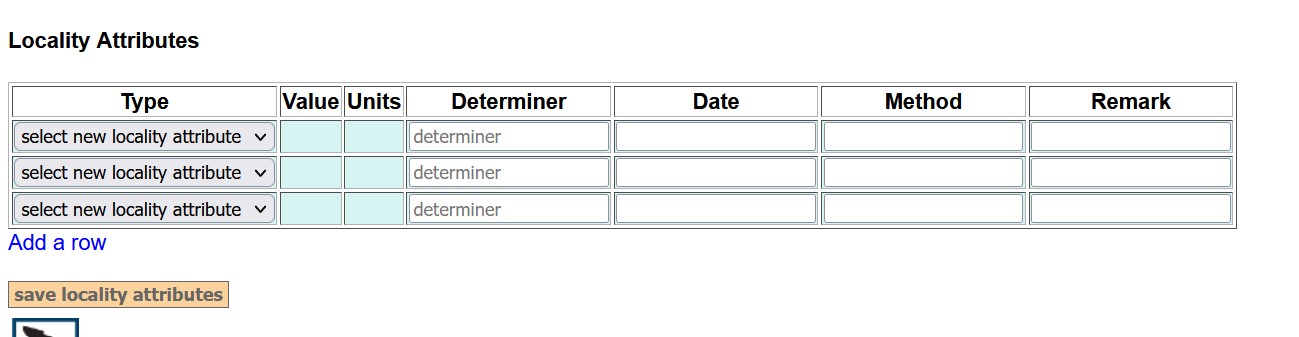 Locality Attributes
Type Value Units Determiner Date Method Remark
select new locality attribute determiner
select new locality attribute determiner
select new locality attribute determiner
Add a row
save locality attributes